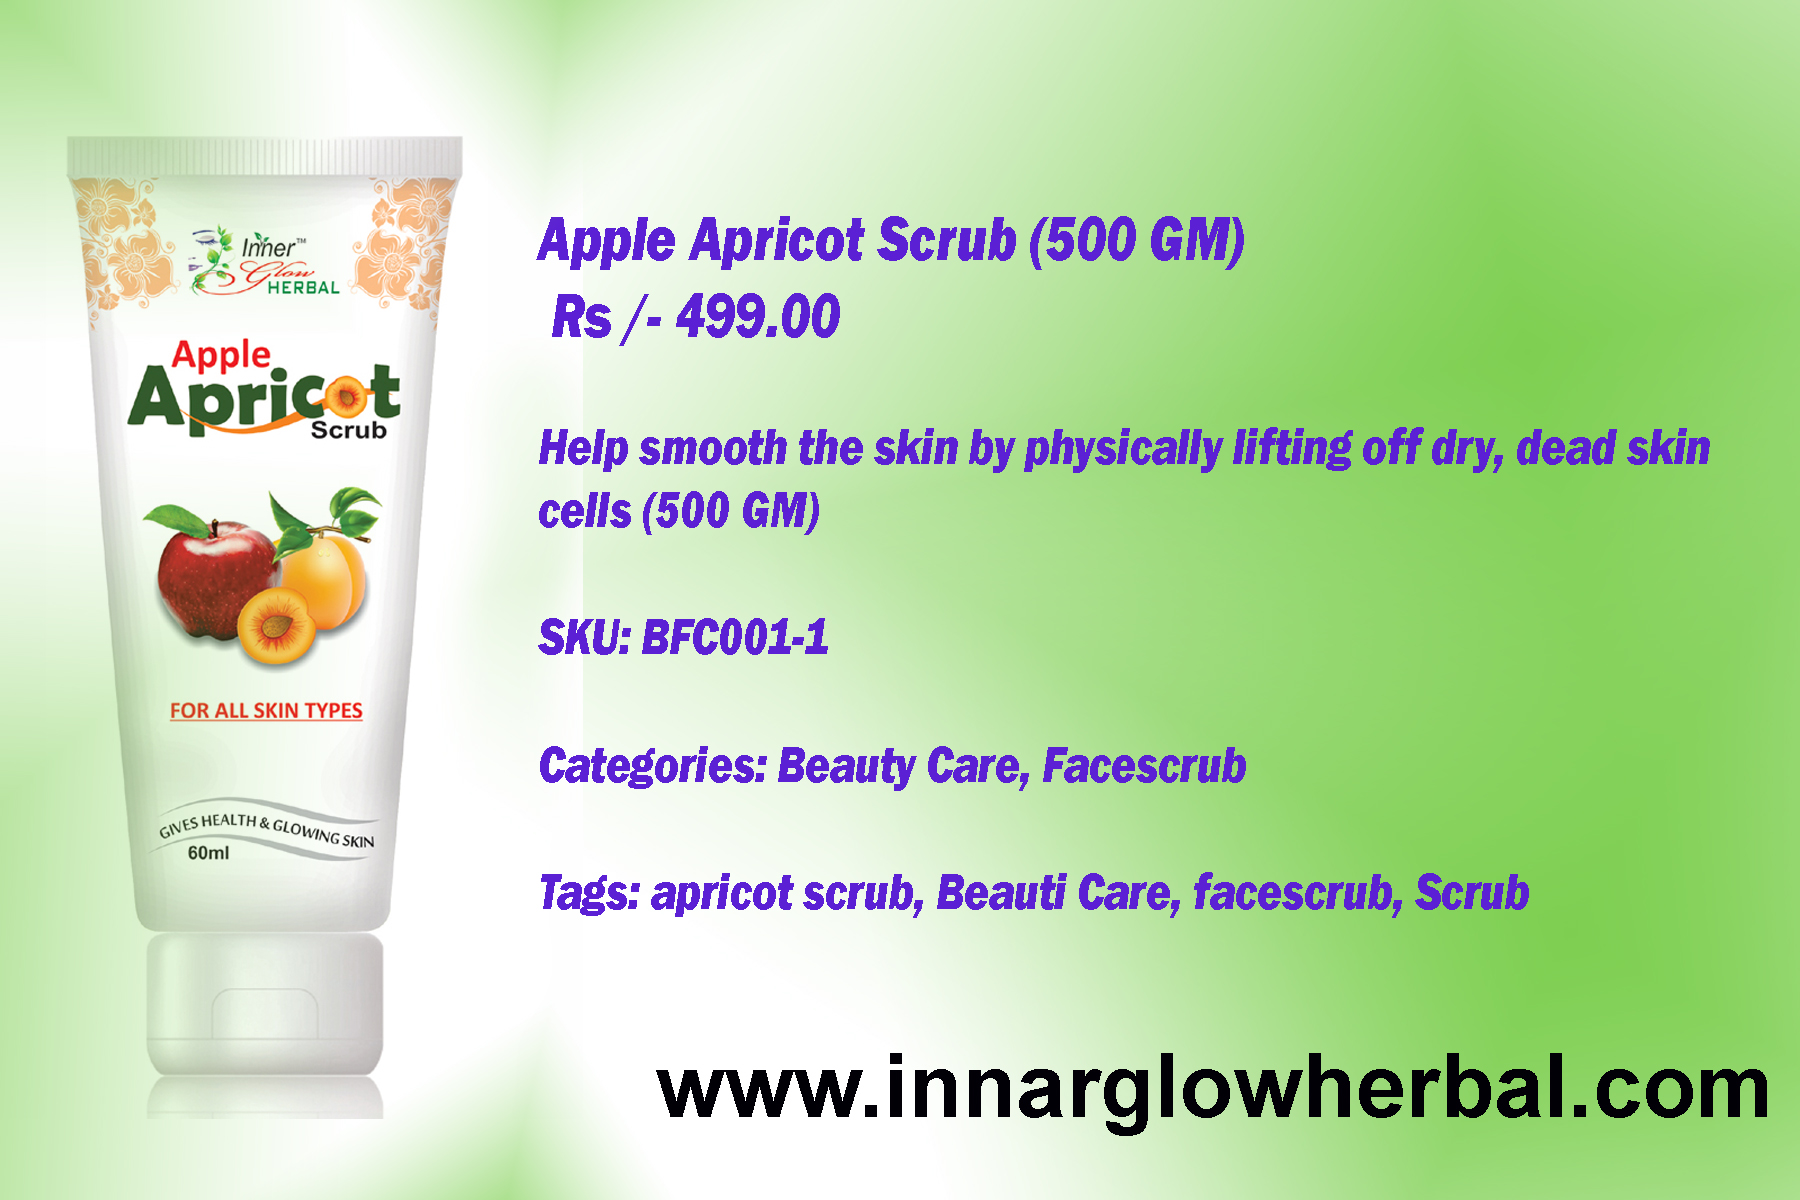 Inner™
Glow
HERBAL
Apple
Apricot
Scrub
FOR ALL SKIN TYPES
GIVES HEALTH & GLOWING SKIN
60ml
Apple Apricot Scrub (500 GM)
Rs /- 499.00
Help smooth the skin by physically lifting off dry, dead skin
cells (500 GM)
SKU: BFC001-1
Categories: Beauty Care, Facescrub
Tags: apricot scrub, Beauti Care, facescrub, Scrub
www.innarglowherbal.com